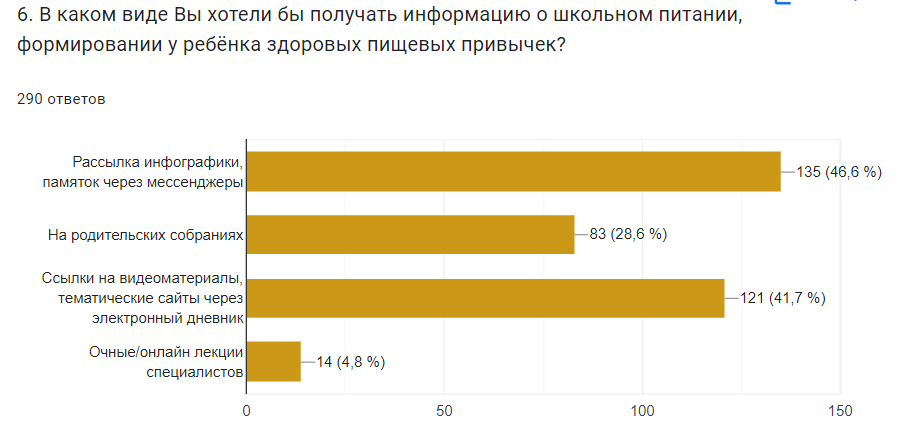 6. В каком виде Вы хотели бы получать информацию о школьном питании,
формировании у ребёнка здоровых пищевых привычек?
290 ответов
Рассылка инфографики,
памяток через мессенджеры
135 (46,6 %)
На родительских собраниях
83 (28,6 %)
Ссылки на видеоматериалы,
тематические сайты через
электронный дневник
121 (41,7 %)
Очные/онлайн лекции
специалистов
14 (4,8 %)
0 50 100 150